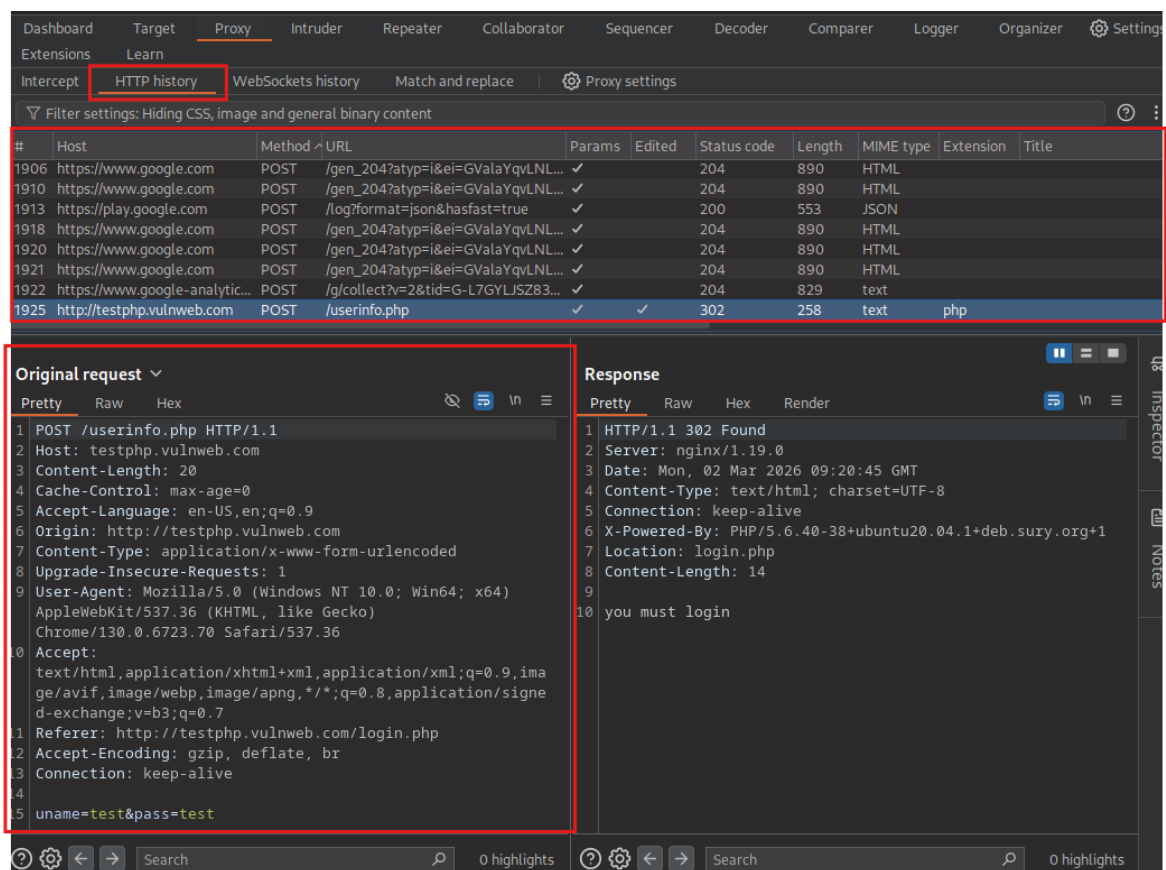 Dashboard Target Proxy Intruder Repeater Collaborator Sequencer Decoder Comparer Logger Organizer Settings
Extensions Learn
Intercept HTTP history WebSockets history Match and replace Proxy settings
Filter settings: Hiding CSS, image and general binary content
# Host Method URL Params Edited Status code Length MIME type Extension Title
1906 https://www.google.com POST /gen_204?atyp=i&ei=GValaYqvLNL... ✓ 204 890 HTML
1910 https://www.google.com POST /gen_204?atyp=i&ei=GValaYqvLNL... ✓ 204 890 HTML
1913 https://play.google.com POST /log?format=json&hasfast=true ✓ 200 553 JSON
1918 https://www.google.com POST /gen_204?atyp=i&ei=GValaYqvLNL... ✓ 204 890 HTML
1920 https://www.google.com POST /gen_204?atyp=i&ei=GValaYqvLNL... ✓ 204 890 HTML
1921 https://www.google.com POST /gen_204?atyp=i&ei=GValaYqvLNL... ✓ 204 890 HTML
1922 https://www.google-analytic... POST /g/collect?v=2&tid=G-L7GYLJSZ83... ✓ 204 829 text
1925 http://testphp.vulnweb.com POST /userinfo.php ✓ ✓ 302 258 text php
Original request
Pretty Raw Hex \n
1 POST /userinfo.php HTTP/1.1
2 Host: testphp.vulnweb.com
3 Content-Length: 20
4 Cache-Control: max-age=0
5 Accept-Language: en-US,en;q=0.9
6 Origin: http://testphp.vulnweb.com
7 Content-Type: application/x-www-form-urlencoded
8 Upgrade-Insecure-Requests: 1
9 User-Agent: Mozilla/5.0 (Windows NT 10.0; Win64; x64)
AppleWebKit/537.36 (KHTML, like Gecko)
Chrome/130.0.6723.70 Safari/537.36
10 Accept:
text/html,application/xhtml+xml,application/xml;q=0.9,ima
ge/avif,image/webp,image/apng,*/*;q=0.8,application/signe
d-exchange;v=b3;q=0.7
11 Referer: http://testphp.vulnweb.com/login.php
12 Accept-Encoding: gzip, deflate, br
13 Connection: keep-alive
14
15 uname=test&pass=test
Search 0 highlights
Response
Pretty Raw Hex Render \n
1 HTTP/1.1 302 Found
2 Server: nginx/1.19.0
3 Date: Mon, 02 Mar 2026 09:20:45 GMT
4 Content-Type: text/html; charset=UTF-8
5 Connection: keep-alive
6 X-Powered-By: PHP/5.6.40-38+ubuntu20.04.1+deb.sury.org+1
7 Location: login.php
8 Content-Length: 14
9
10 you must login
Search 0 highlights
Inspector
Notes